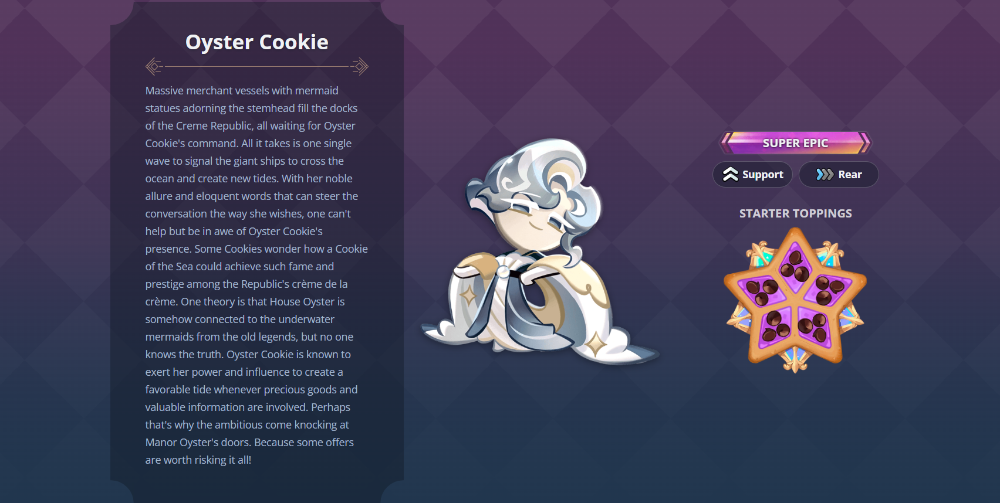 Oyster Cookie
Massive merchant vessels with mermaid
statues adorning the stemhead fill the docks
of the Creme Republic, all waiting for Oyster
Cookie's command. All it takes is one single
wave to signal the giant ships to cross the
ocean and create new tides. With her noble
allure and eloquent words that can steer the
conversation the way she wishes, one can't
help but be in awe of Oyster Cookie's
presence. Some Cookies wonder how a Cookie
of the Sea could achieve such fame and
prestige among the Republic's crème de la
crème. One theory is that House Oyster is
somehow connected to the underwater
mermaids from the old legends, but no one
knows the truth. Oyster Cookie is known to
exert her power and influence to create a
favorable tide whenever precious goods and
valuable information are involved. Perhaps
that's why the ambitious come knocking at
Manor Oyster's doors. Because some offers
are worth risking it all!
SUPER EPIC
Support
Rear
STARTER TOPPINGS